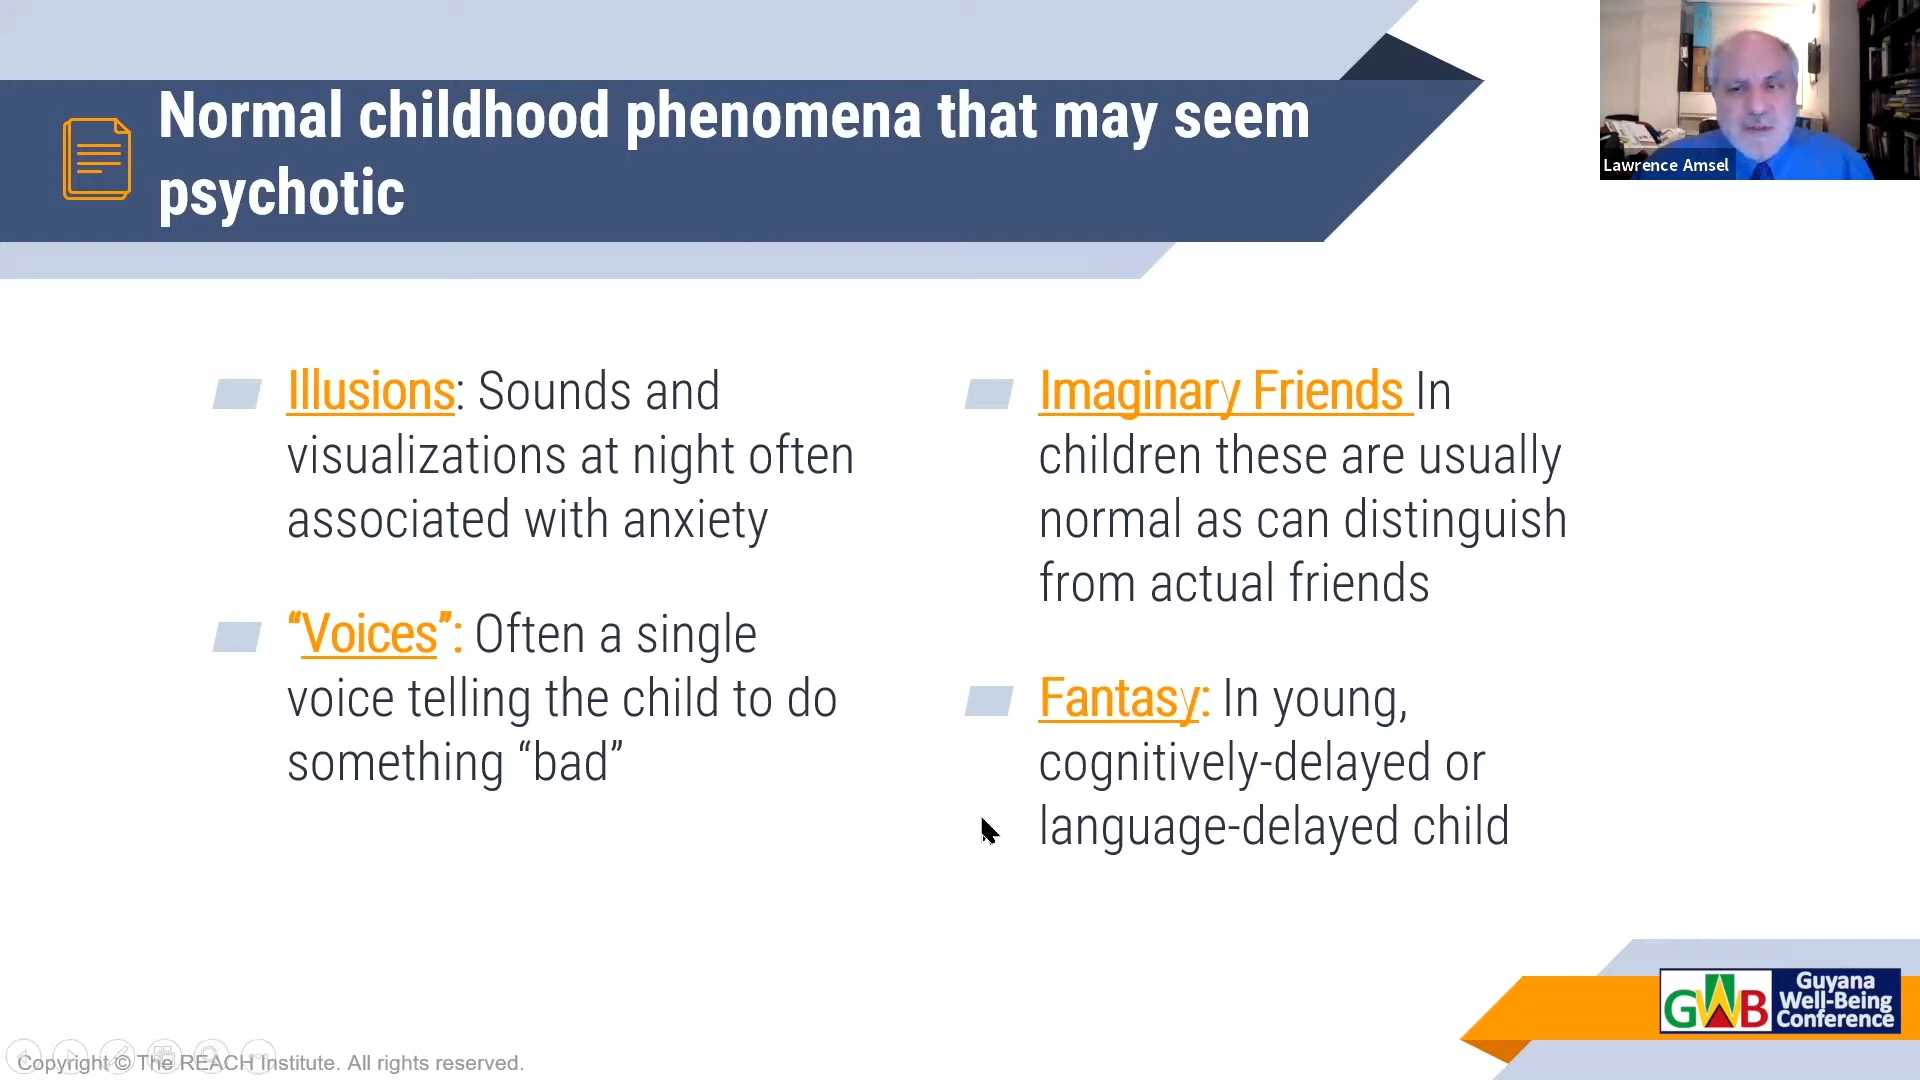 Normal childhood phenomena that may seem
psychotic
Lawrence Amsel
Illusions: Sounds and
visualizations at night often
associated with anxiety
“Voices”: Often a single
voice telling the child to do
something “bad”
Imaginary Friends In
children these are usually
normal as can distinguish
from actual friends
Fantasy: In young,
cognitively-delayed or
language-delayed child
GWB
Guyana
Well-Being
Conference
Copyright © The REACH Institute. All rights reserved.